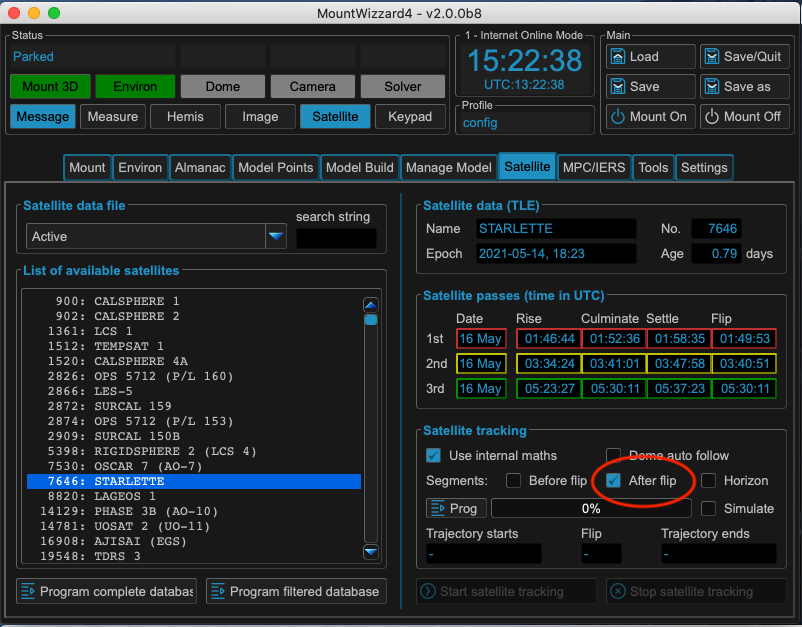 MountWizzard4 - v2.0.0b8
Status
Parked
Mount 3D Environ Dome Camera Solver
Message Measure Hemis Image Satellite Keypad
1 - Internet Online Mode
15:22:38
UTC:13:22:38
Profile
config
Main
Load Save/Quit
Save Save as
Mount On Mount Off
Mount Environ Almanac Model Points Model Build Manage Model Satellite MPC/IERS Tools Settings
Satellite data file
search string
Active
List of available satellites
900: CALSPHERE 1
902: CALSPHERE 2
1361: LCS 1
1512: TEMPSAT 1
1520: CALSPHERE 4A
2826: OPS 5712 (P/L 160)
2866: LES-5
2872: SURCAL 159
2874: OPS 5712 (P/L 153)
2909: SURCAL 150B
5398: RIGIDSPHERE 2 (LCS 4)
7530: OSCAR 7 (AO-7)
7646: STARLETTE
8820: LAGEOS 1
14129: PHASE 3B (AO-10)
14781: UOSAT 2 (UO-11)
16908: AJISAI (EGS)
19548: TDRS 3
Program complete databas Program filtered database
Satellite data (TLE)
Name STARLETTE No. 7646
Epoch 2021-05-14, 18:23 Age 0.79 days
Satellite passes (time in UTC)
Date Rise Culminate Settle Flip
1st 16 May 01:46:44 01:52:36 01:58:35 01:49:53
2nd 16 May 03:34:24 03:41:01 03:47:58 03:40:51
3rd 16 May 05:23:27 05:30:11 05:37:23 05:30:11
Satellite tracking
Use internal maths Dome auto follow
Segments: Before flip After flip Horizon
Prog 0% Simulate
Trajectory starts Flip Trajectory ends
- - -
Start satellite tracking Stop satellite tracking